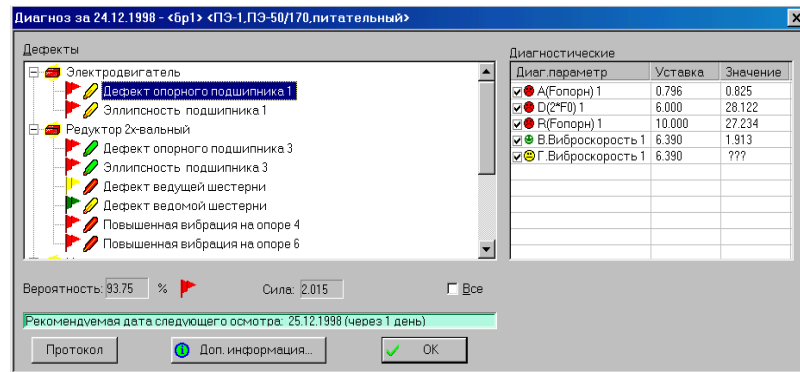 Диагноз за 24.12.1998 - <бр1> <ПЭ-1,ПЭ-50/170,питательный>
Дефекты
Электродвигатель
Дефект опорного подшипника 1
Эллипсность подшипника 1
Редуктор 2х-вальный
Дефект опорного подшипника 3
Эллипсность подшипника 3
Дефект ведущей шестерни
Дефект ведомой шестерни
Повышенная вибрация на опоре 4
Повышенная вибрация на опоре 6
Диагностические
Диаг.параметр Уставка Значение
А(Fопорн) 1 0.796 0.825
D(2*F0) 1 6.000 28.122
R(Fопорн) 1 10.000 27.234
В.Виброскорость 1 6.390 1.913
Г.Виброскорость 1 6.390 ???
Вероятность: 93.75 % Сила: 2.015 Все
Рекомендуемая дата следующего осмотра: 25.12.1998 (через 1 день)
Протокол Доп. информация... OK